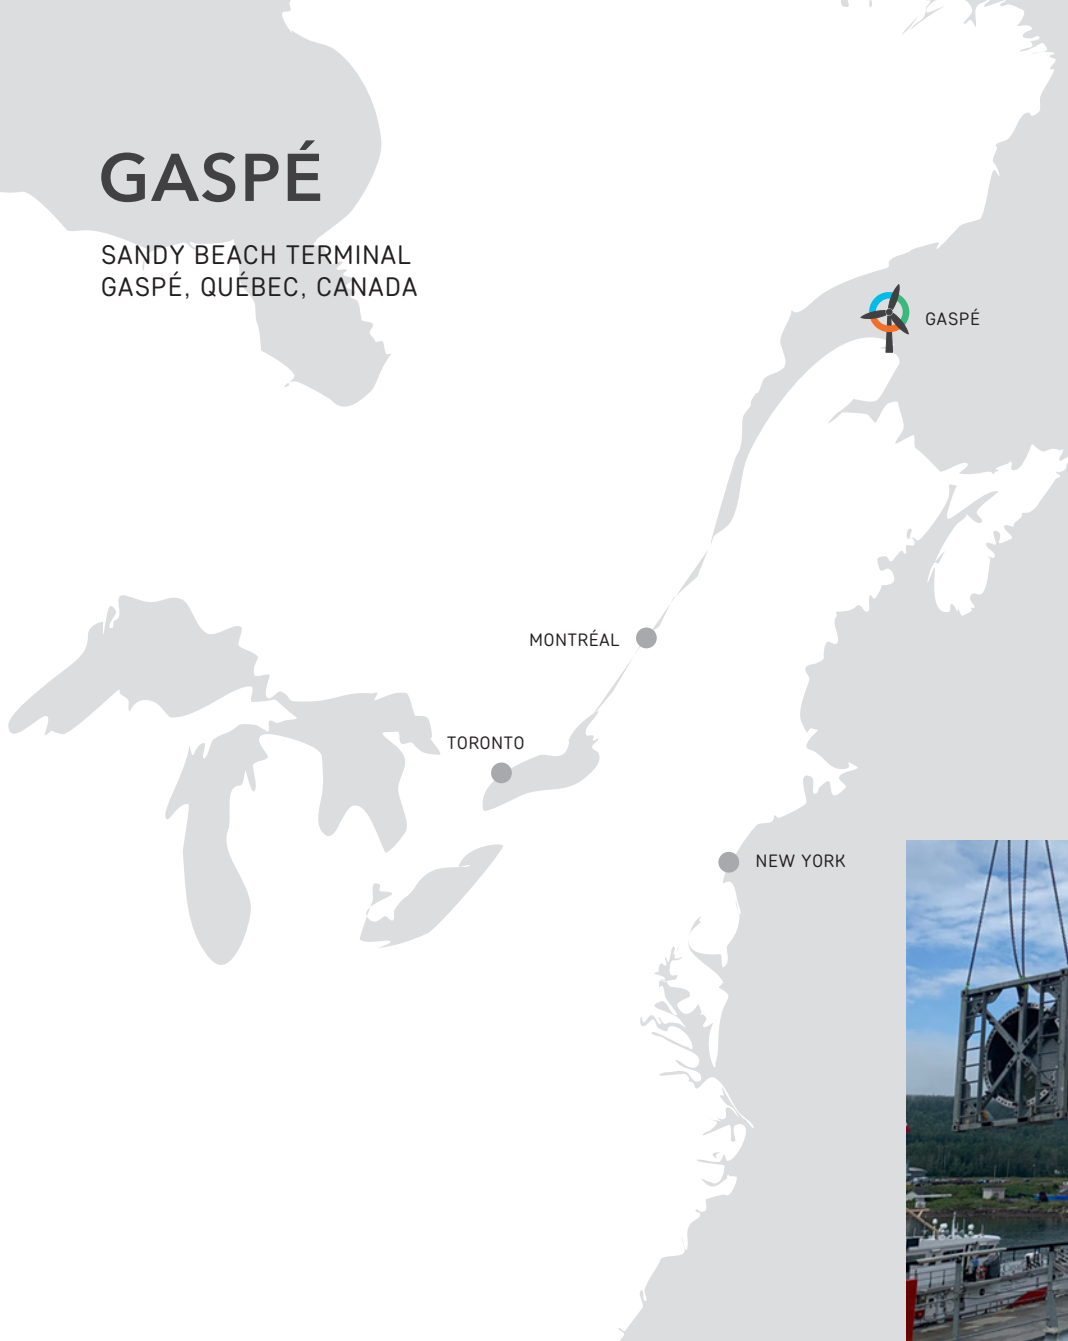 GASPÉ
SANDY BEACH TERMINAL
GASPÉ, QUÉBEC, CANADA
GASPÉ
MONTRÉAL
TORONTO
NEW YORK